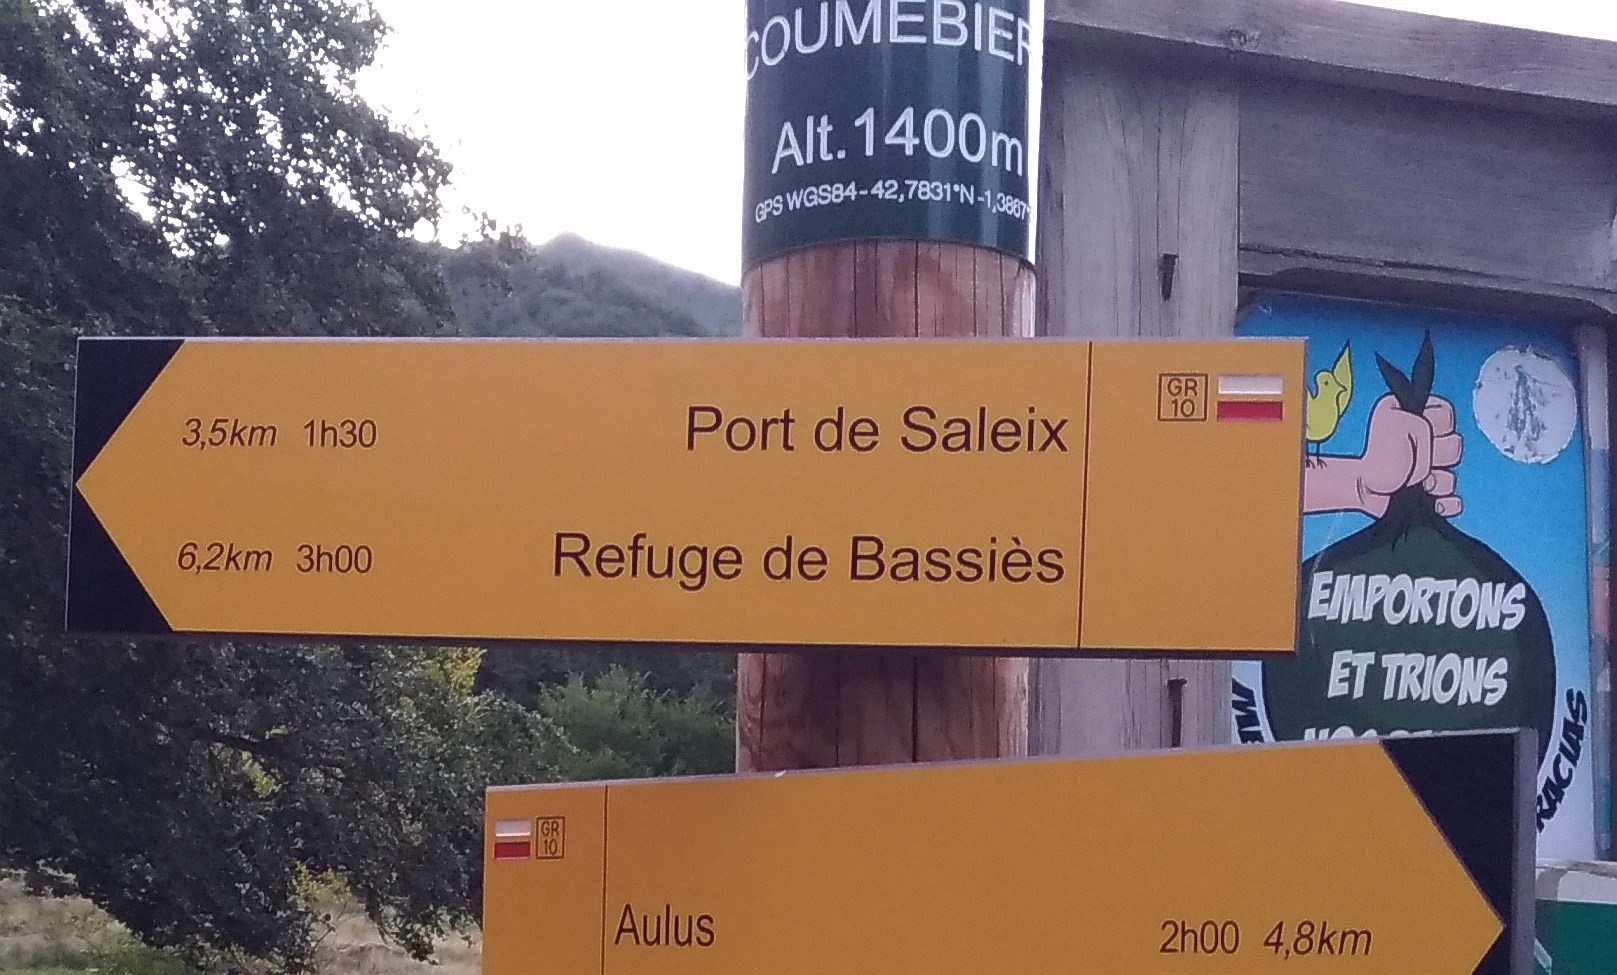 COUMEBIER
Alt. 1400m
GPS WGS84 - 42,7831°N - 1,3867°
3,5km 1h30 Port de Saleix
GR
10
6,2km 3h00 Refuge de Bassiès
EMPORTONS
ET TRIONS
GR
10
Aulus 2h00 4,8km